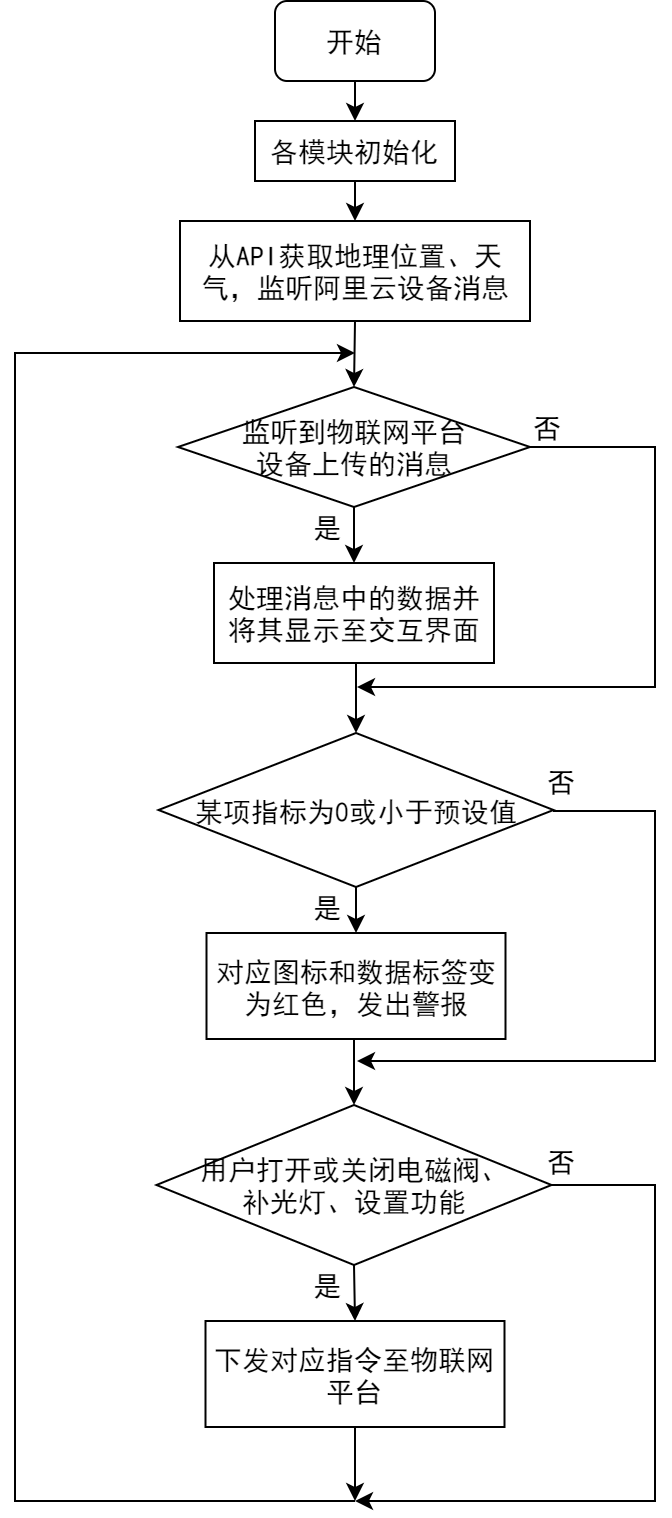 开始
各模块初始化
从API获取地理位置、天
气，监听阿里云设备消息
监听到物联网平台
设备上传的消息
否
是
处理消息中的数据并
将其显示至交互界面
某项指标为0或小于预设值
否
是
对应图标和数据标签变
为红色，发出警报
用户打开或关闭电磁阀、
补光灯、设置功能
否
是
下发对应指令至物联网
平台